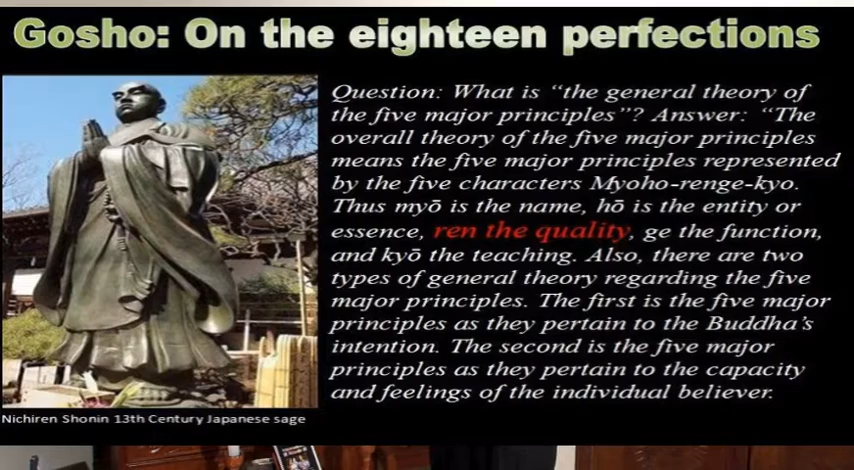 Gosho: On the eighteen perfections
Question: What is “the general theory of
the five major principles”? Answer: “The
overall theory of the five major principles
means the five major principles represented
by the five characters Myoho-renge-kyo.
Thus myō is the name, hō is the entity or
essence, ren the quality, ge the function,
and kyō the teaching. Also, there are two
types of general theory regarding the five
major principles. The first is the five major
principles as they pertain to the Buddha’s
intention. The second is the five major
principles as they pertain to the capacity
and feelings of the individual believer.
Nichiren Shonin 13th Century Japanese sage